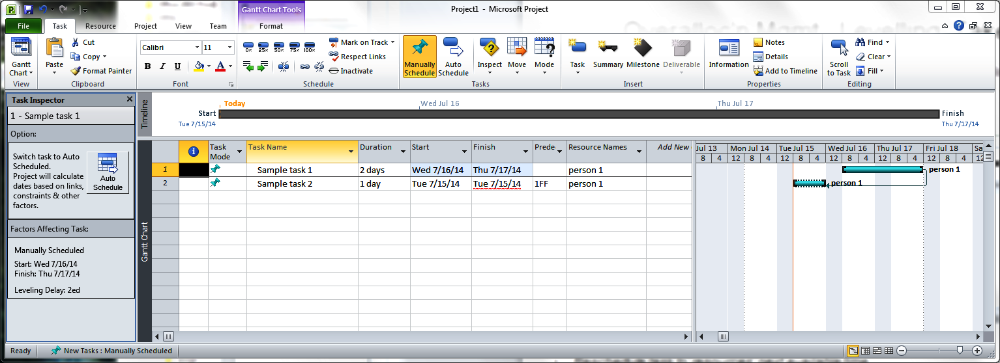 Project1 - Microsoft Project
Gantt Chart Tools
File Task Resource Project View Team Format
Gantt Chart
View
Paste
Cut
Copy
Format Painter
Clipboard
Calibri 11
B I U A
Font
0% 25% 50% 75% 100%
Mark on Track
Respect Links
Inactivate
Schedule
Manually Schedule
Auto Schedule
Inspect Move Mode
Tasks
Task Summary Milestone Deliverable
Insert
Information
Notes
Details
Add to Timeline
Properties
Scroll to Task
Find
Clear
Fill
Editing
Task Inspector
1 - Sample task 1
Option:
Switch task to Auto
Scheduled.
Project will calculate
dates based on links,
constraints & other
factors.
Auto
Schedule
Factors Affecting Task:
Manually Scheduled
Start: Wed 7/16/14
Finish: Thu 7/17/14
Leveling Delay: 2ed
Timeline
Today Wed Jul 16 Thu Jul 17
Start
Tue 7/15/14
Finish
Thu 7/17/14
Gantt Chart
Task Mode Task Name Duration Start Finish Prede Resource Names Add New
1 Sample task 1 2 days Wed 7/16/14 Thu 7/17/14 person 1
2 Sample task 2 1 day Tue 7/15/14 Tue 7/15/14 1FF person 1
Jul 13 Mon Jul 14 Tue Jul 15 Wed Jul 16 Thu Jul 17 Fri Jul 18 Sa
8 4 12 8 4 12 8 4 12 8 4 12 8 4 12 8 4 12
person 1
person 1
Ready New Tasks : Manually Scheduled